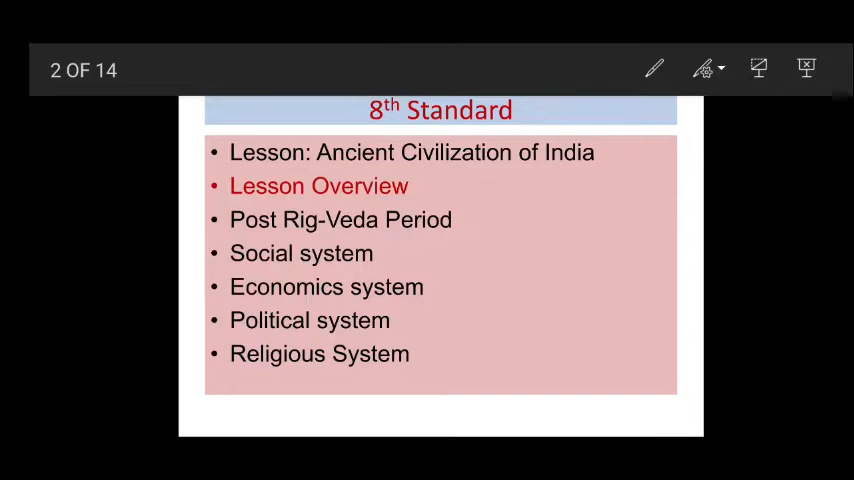 2 OF 14
8th Standard
• Lesson: Ancient Civilization of India
• Lesson Overview
• Post Rig-Veda Period
• Social system
• Economics system
• Political system
• Religious System